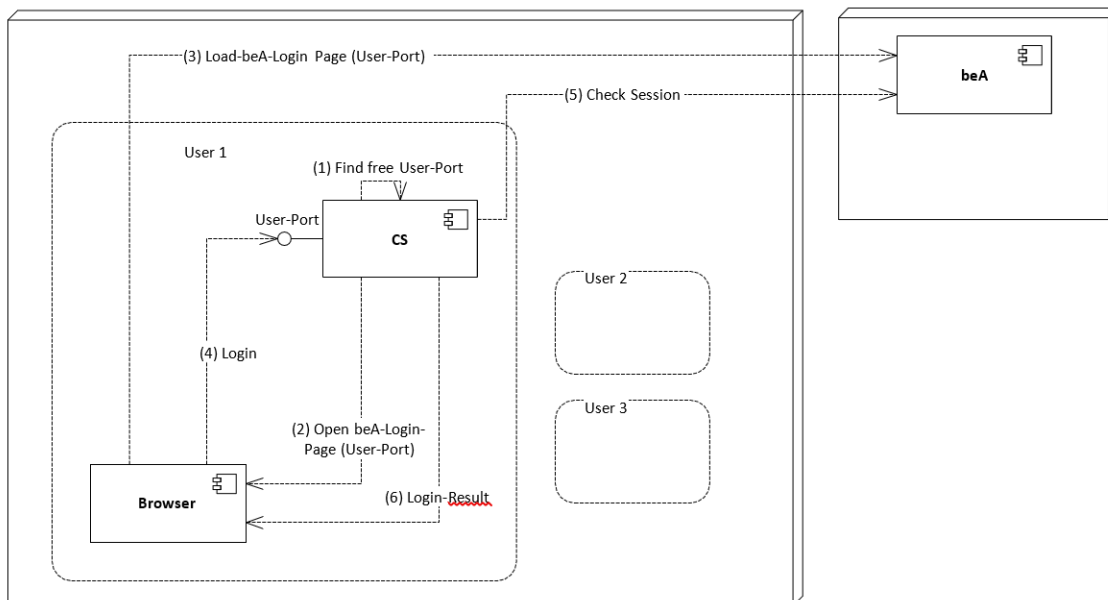 (3) Load-beA-Login Page (User-Port)
beA
(5) Check Session
User 1
(1) Find free User-Port
User-Port
CS
User 2
(4) Login
User 3
(2) Open beA-Login-
Page (User-Port)
(6) Login-Result
Browser